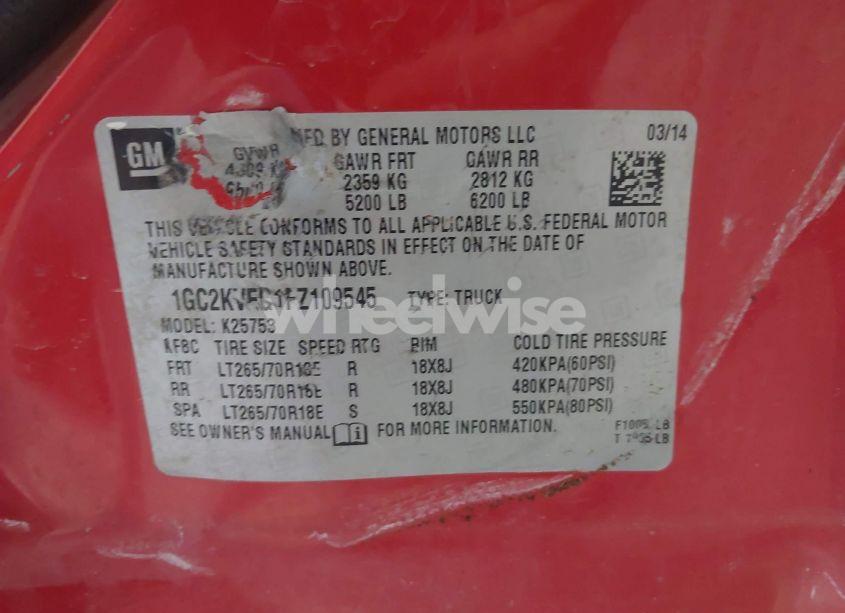 GM
MFD BY GENERAL MOTORS LLC 03/14
GVWR GAWR FRT GAWR RR
2359 KG 2812 KG
5200 LB 6200 LB
THIS VEHICLE CONFORMS TO ALL APPLICABLE U.S. FEDERAL MOTOR
VEHICLE SAFETY STANDARDS IN EFFECT ON THE DATE OF
MANUFACTURE SHOWN ABOVE.
TYPE: TRUCK
wheelwise
MODEL: K25753
TIRE SIZE SPEED RTG RIM COLD TIRE PRESSURE
FRT LT265/70R18E R 18X8J 420KPA(60PSI)
RR LT265/70R18E R 18X8J 480KPA(70PSI)
SPA LT265/70R18E S 18X8J 550KPA(80PSI)
SEE OWNER'S MANUAL i FOR MORE INFORMATION.